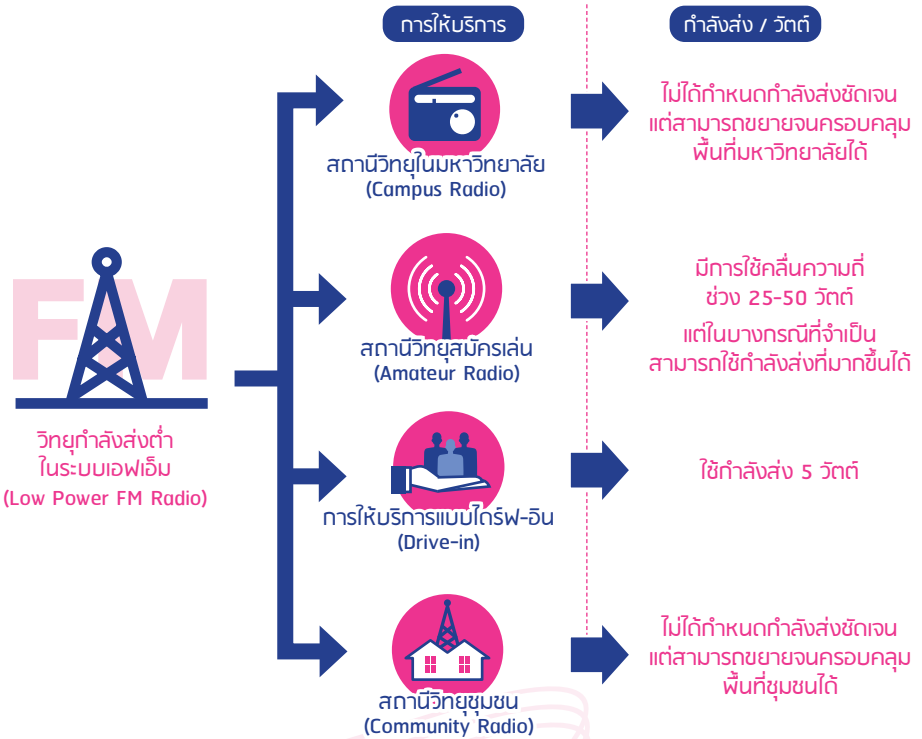 การให้บริการ
กำลังส่ง / วัตต์
FM
วิทยุกำลังส่งต่ำ
ในระบบเอฟเอ็ม
(Low Power FM Radio)
สถานีวิทยุในมหาวิทยาลัย
(Campus Radio)
ไม่ได้กำหนดกำลังส่งชัดเจน
แต่สามารถขยายจนครอบคลุม
พื้นที่มหาวิทยาลัยได้
สถานีวิทยุสมัครเล่น
(Amateur Radio)
มีการใช้คลื่นความถี่
ช่วง 25-50 วัตต์
แต่ในบางกรณีที่จำเป็น
สามารถใช้กำลังส่งที่มากขึ้นได้
การให้บริการแบบไดร์ฟ-อิน
(Drive-in)
ใช้กำลังส่ง 5 วัตต์
สถานีวิทยุชุมชน
(Community Radio)
ไม่ได้กำหนดกำลังส่งชัดเจน
แต่สามารถขยายจนครอบคลุม
พื้นที่ชุมชนได้